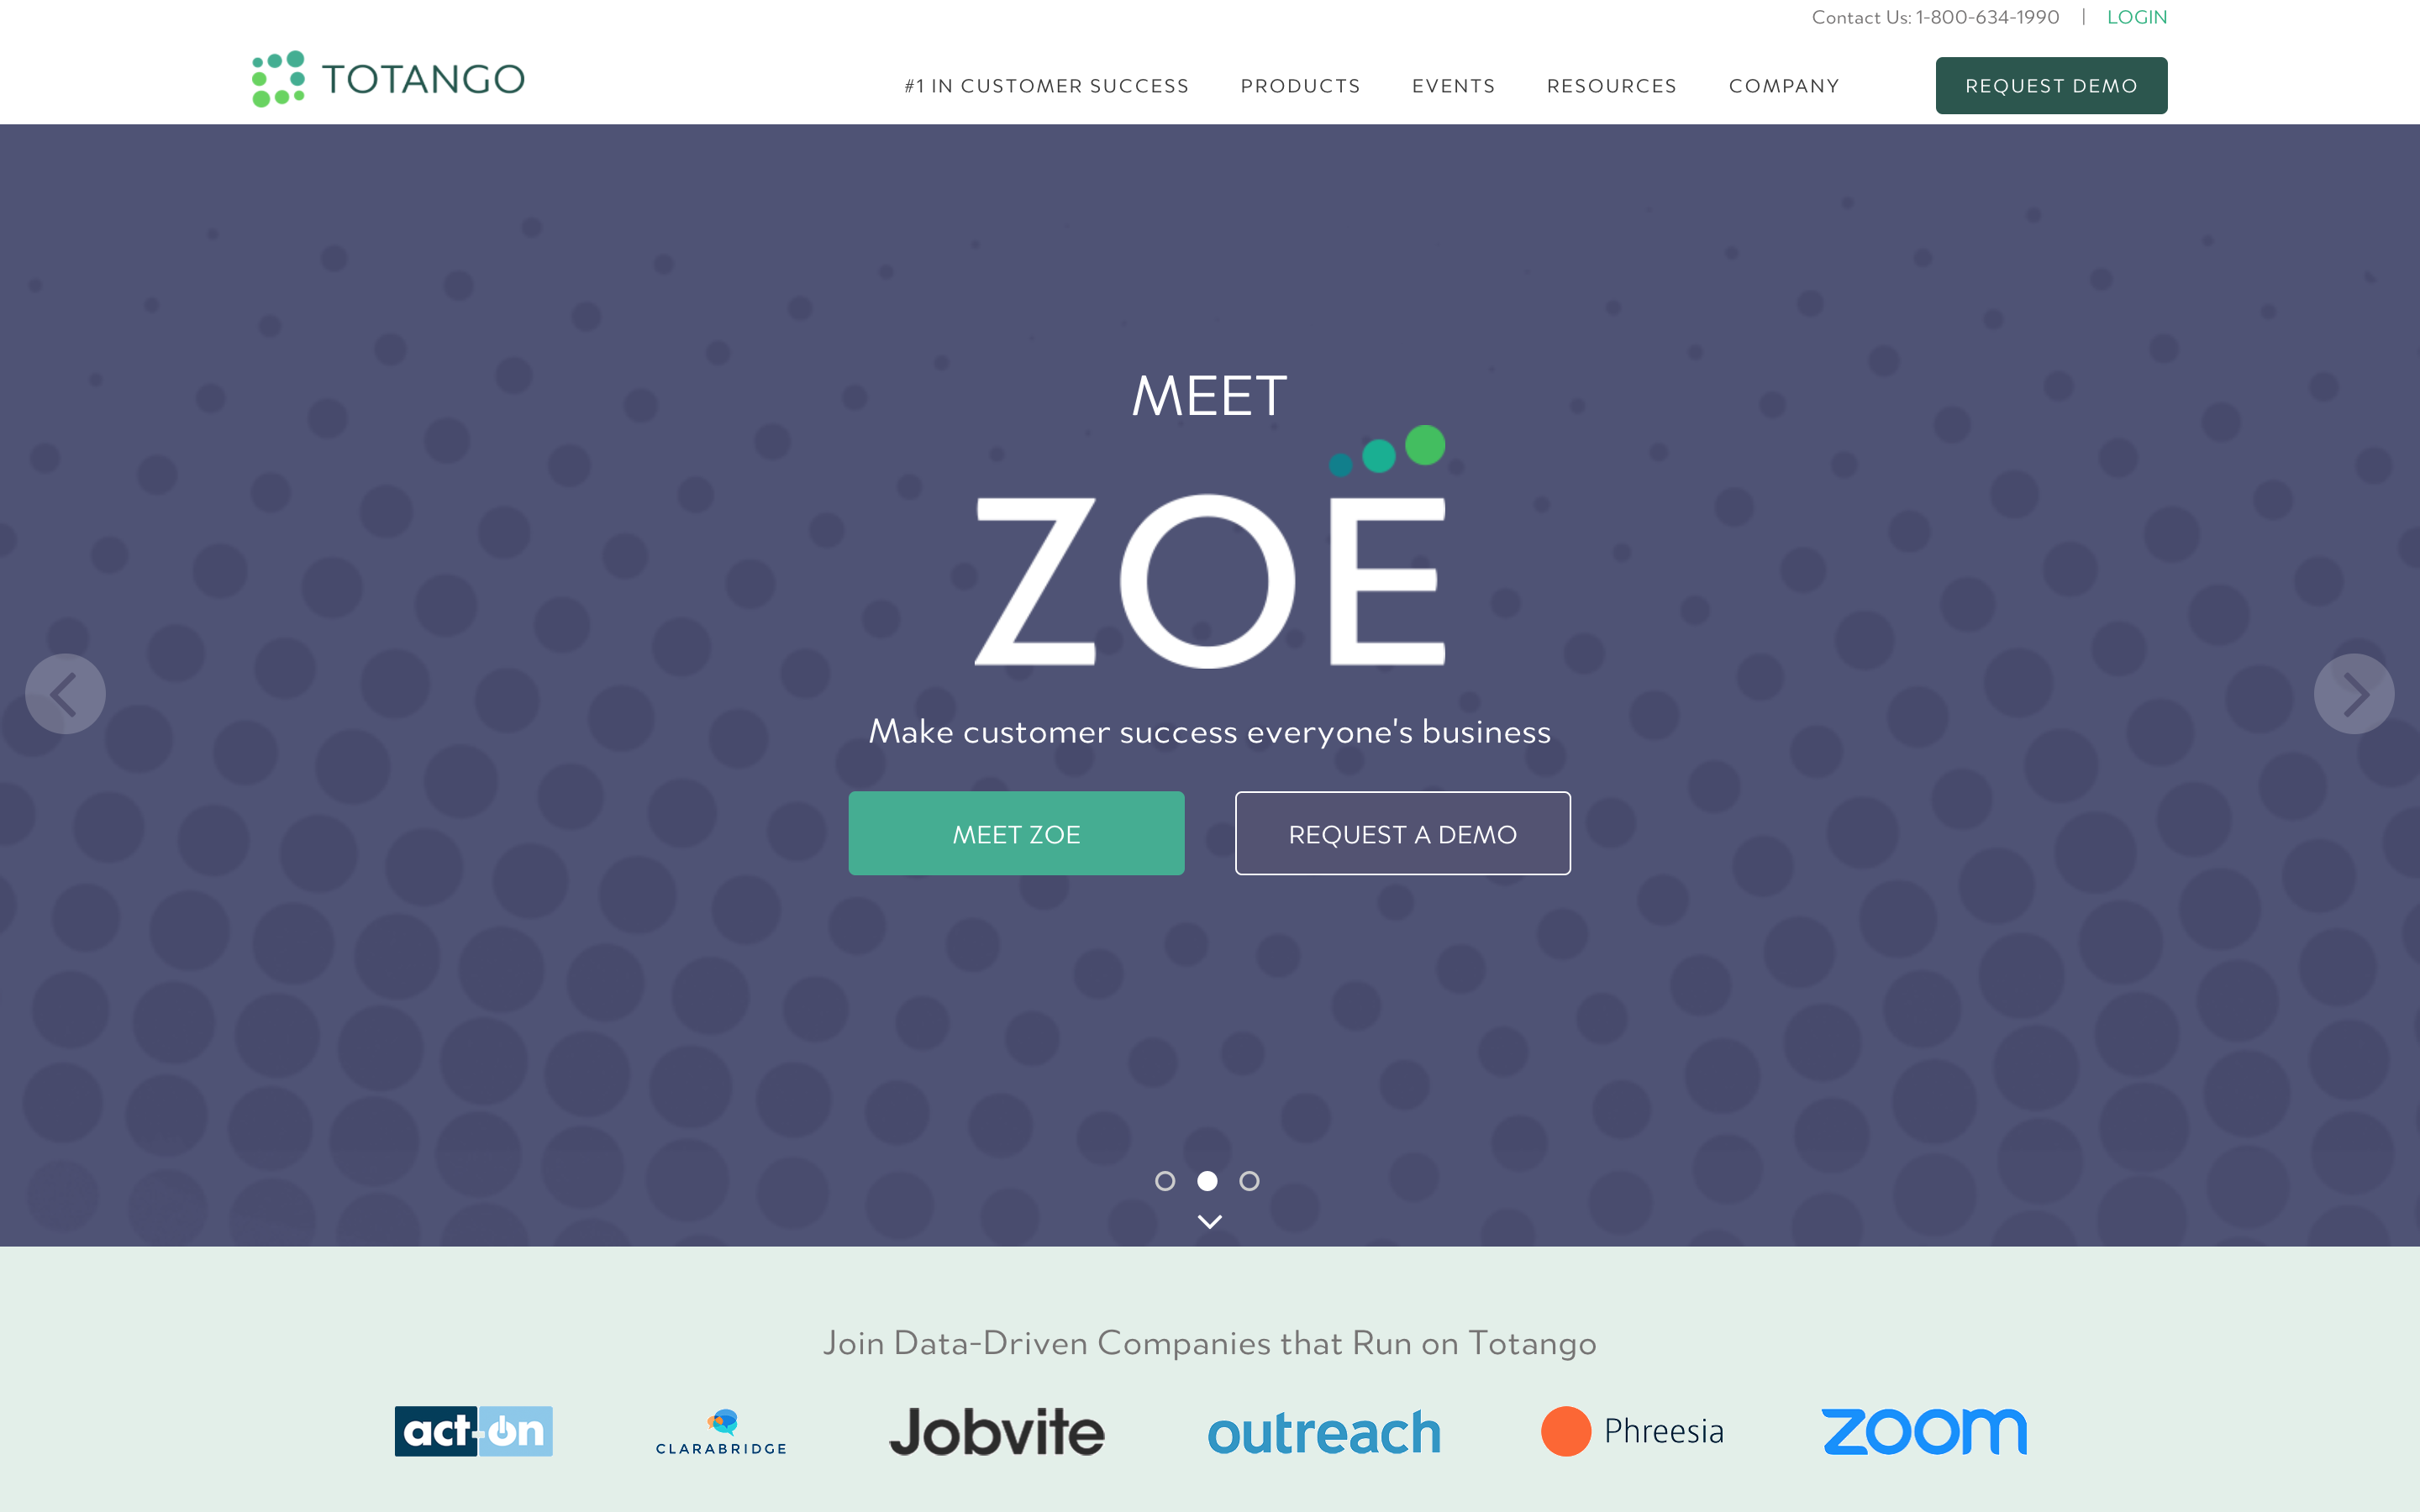 Contact Us: 1-800-634-1990 | LOGIN
TOTANGO
#1 IN CUSTOMER SUCCESS PRODUCTS EVENTS RESOURCES COMPANY REQUEST DEMO
MEET
ZOE
Make customer success everyone's business
MEET ZOE REQUEST A DEMO
Join Data-Driven Companies that Run on Totango
act-on CLARABRIDGE Jobvite outreach Phreesia zoom